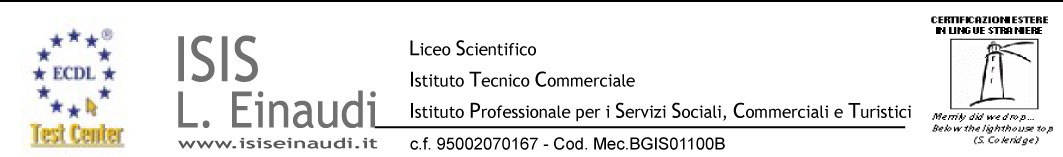 ECDL
®
Test Center
ISIS
L. Einaudi
www.isiseinaudi.it
Liceo Scientifico
Istituto Tecnico Commerciale
Istituto Professionale per i Servizi Sociali, Commerciali e Turistici
c.f. 95002070167 - Cod. Mec.BGIS01100B
CERTIFICAZIONI ESTERE
IN LINGUE STRANIERE
Merrily did we drop...
Below the lighthouse top
(S. Coleridge)